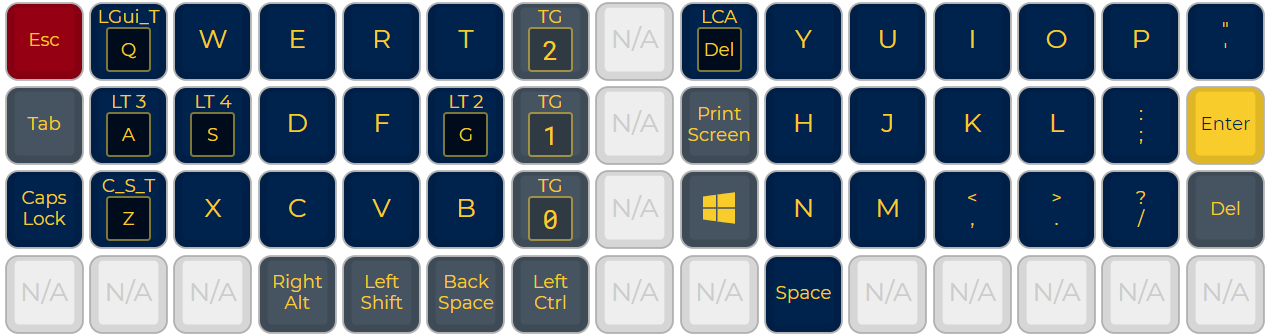 Esc LGui_T Q W E R T TG 2 N/A LCA Del Y U I O P " '
Tab LT 3 A LT 4 S D F LT 2 G TG 1 N/A Print Screen H J K L : ; Enter
Caps Lock C_S_T Z X C V B TG 0 N/A N M < , > . ? / Del
N/A N/A N/A Right Alt Left Shift Back Space Left Ctrl N/A N/A Space N/A N/A N/A N/A N/A